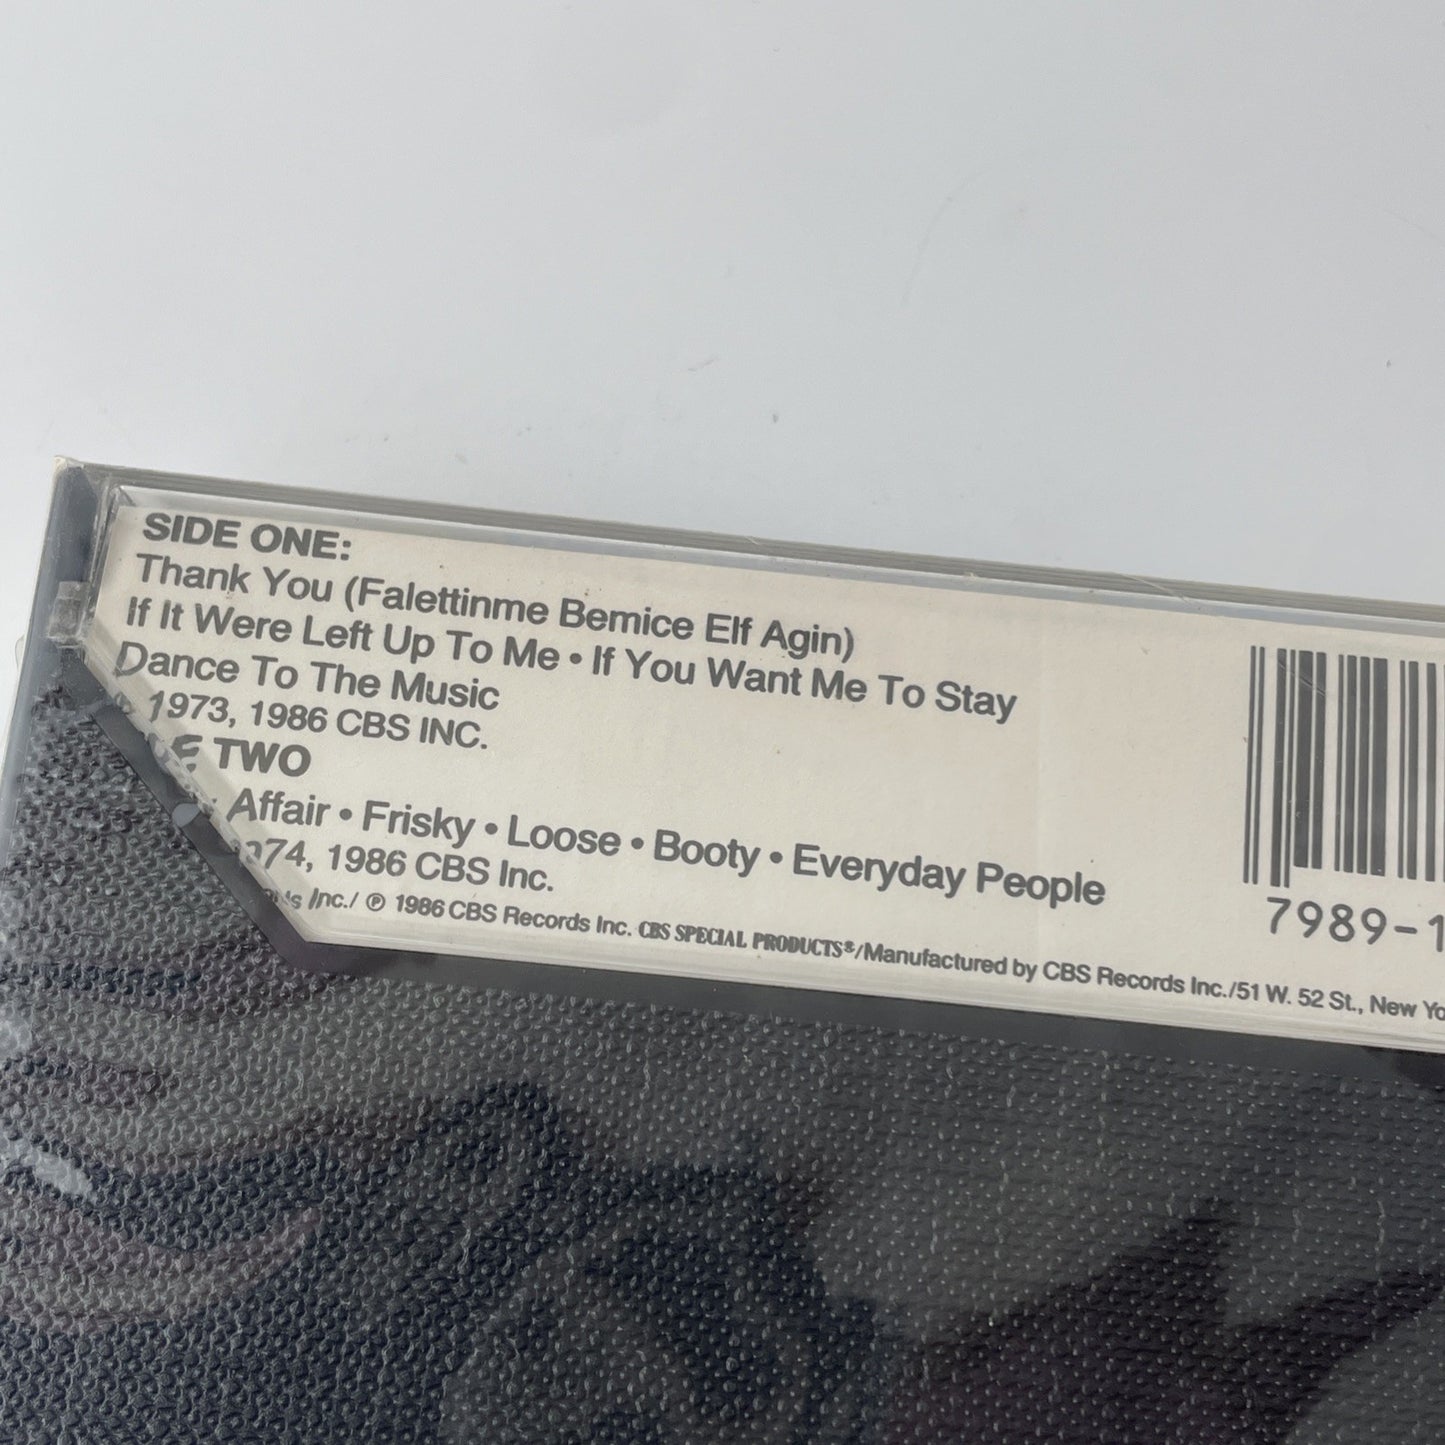 SIDE ONE:
Thank You (Falettinme Bemice Elf Agin)
If It Were Left Up To Me • If You Want Me To Stay
Dance To The Music
1973, 1986 CBS INC.
TWO
Affair • Frisky • Loose • Booty • Everyday People
1986 CBS Inc.
Inc./ ℗ 1986 CBS Records Inc. CBS SPECIAL PRODUCTS®/Manufactured by CBS Records Inc./51 W. 52 St., New
7989-1